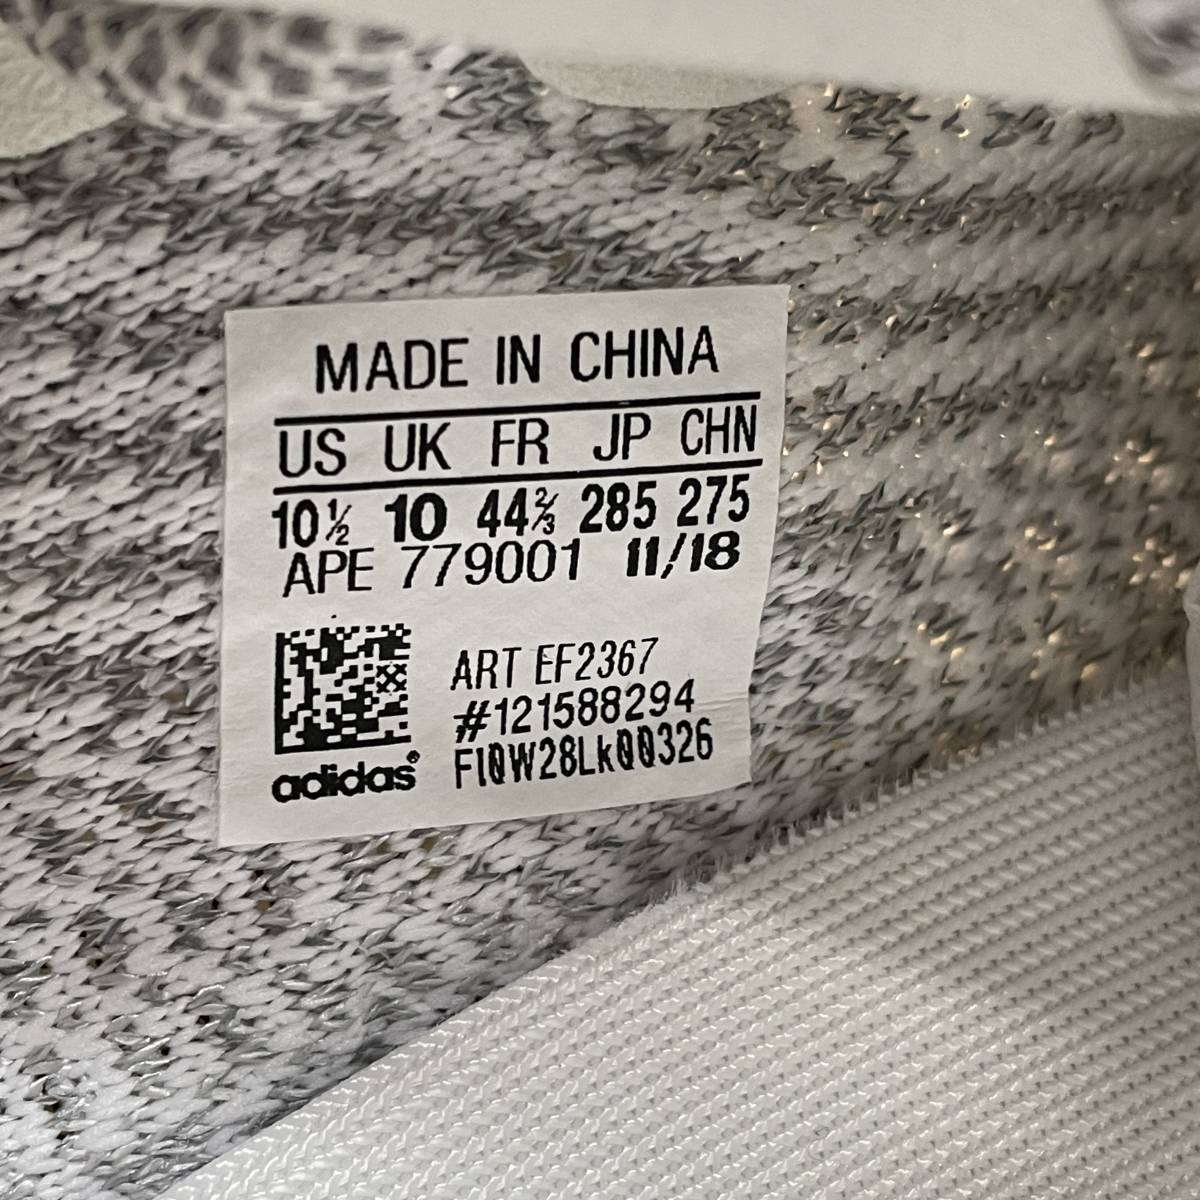 MADE IN CHINA
US UK FR JP CHN
10½ 10 44⅔ 285 275
APE 779001 11/18
ART EF2367
#121588294
FI0W28Lk00326
adidas®